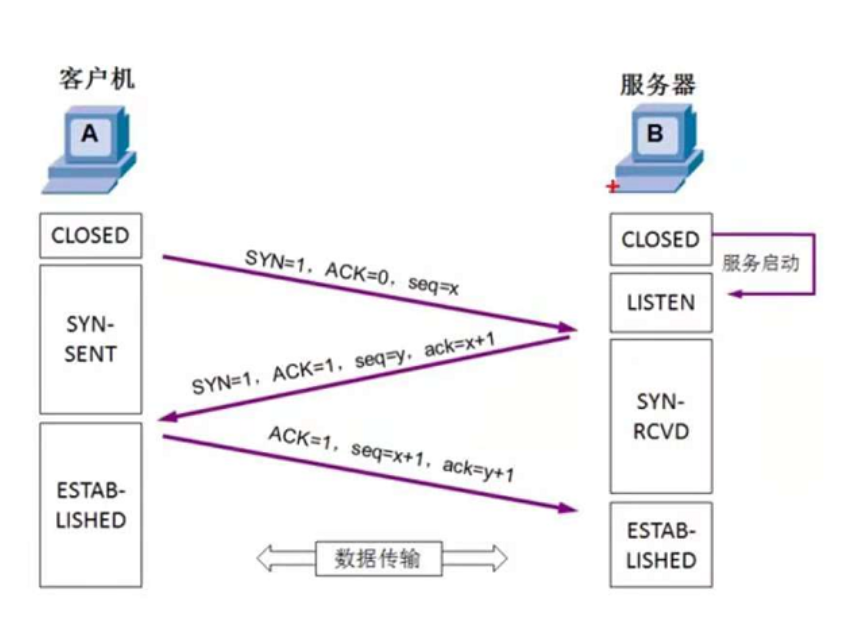 客户机
服务器
A
B
CLOSED
CLOSED
服务启动
SYN=1，ACK=0，seq=x
LISTEN
SYN-
SENT
SYN=1，ACK=1，seq=y，ack=x+1
SYN-
RCVD
ACK=1，seq=x+1，ack=y+1
ESTAB-
LISHED
ESTAB-
LISHED
数据传输